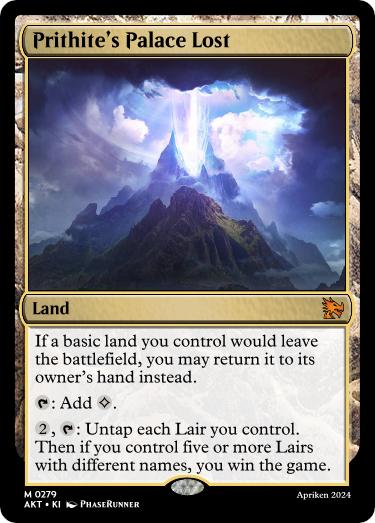 Prithite's Palace Lost
Land
If a basic land you control would leave
the battlefield, you may return it to its
owner's hand instead.
: Add .
2, : Untap each Lair you control.
Then if you control five or more Lairs
with different names, you win the game.
M 0279
Apriken 2024
AKT • KI PhaseRunner